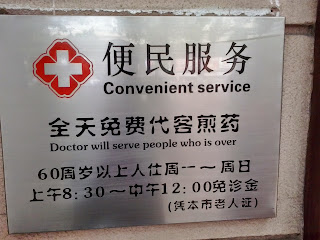 便民服务
Convenient service
全天免费代客煎药
Doctor will serve people who is over
60周岁以上人仕周一~周日
上午8:30~中午12:00免诊金
(凭本市老人证)